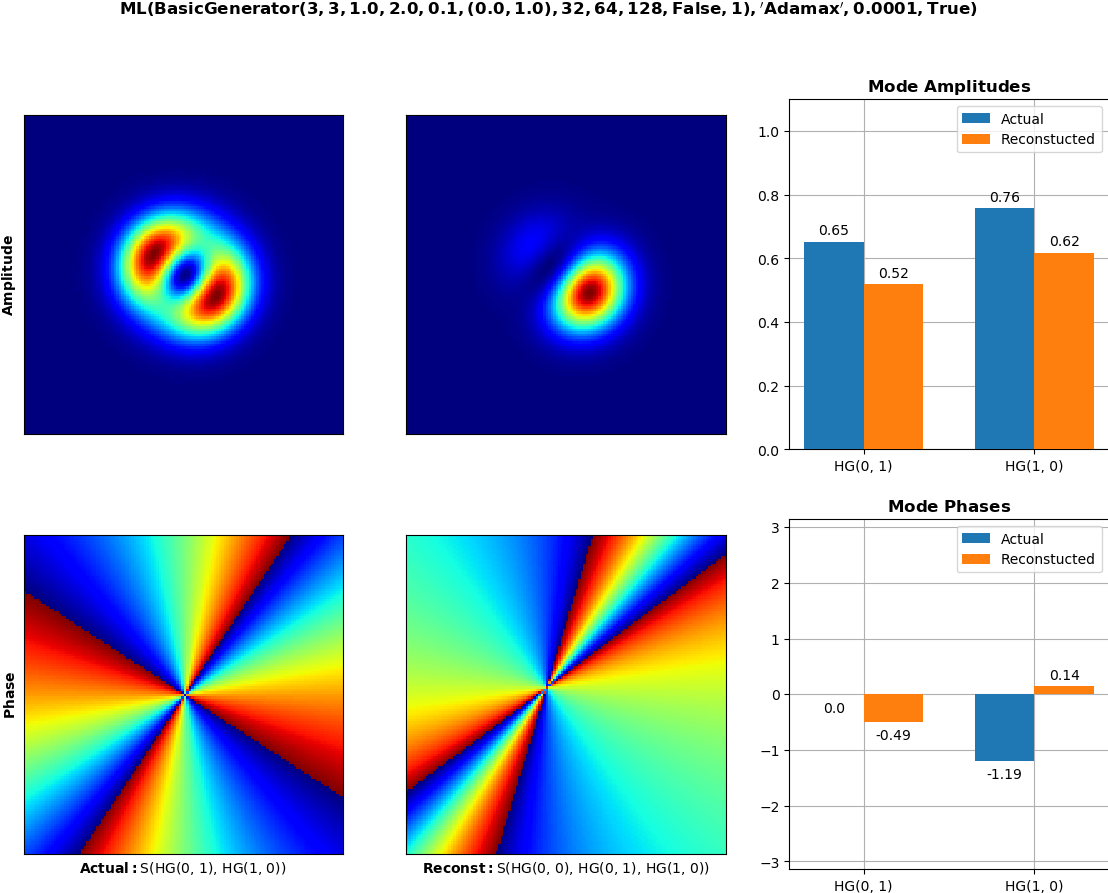 ML(BasicGenerator(3, 3, 1.0, 2.0, 0.1, (0.0, 1.0), 32, 64, 128, False, 1), 'Adamax', 0.0001, True)
Amplitude
Mode Amplitudes
Actual
Reconstucted
1.0
0.8
0.6
0.4
0.2
0.0
0.65
0.52
0.76
0.62
HG(0, 1)
HG(1, 0)
Phase
Actual: S(HG(0, 1), HG(1, 0))
Reconst: S(HG(0, 0), HG(0, 1), HG(1, 0))
Mode Phases
Actual
Reconstucted
3
2
1
0
−1
−2
−3
0.0
-0.49
-1.19
0.14
HG(0, 1)
HG(1, 0)